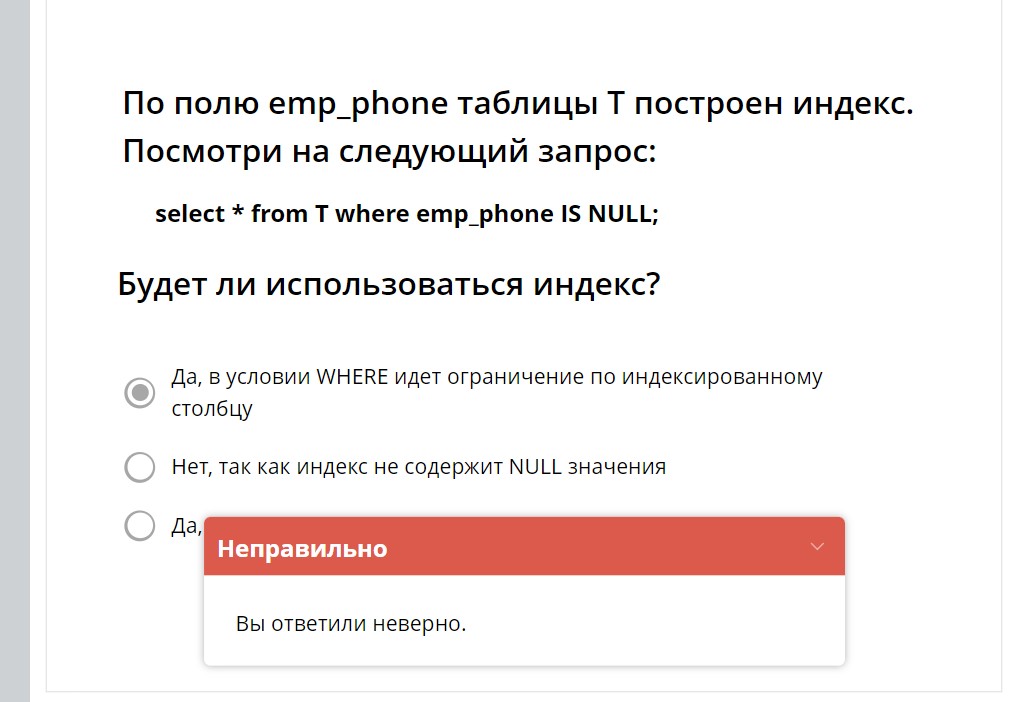 По полю emp_phone таблицы T построен индекс.
Посмотри на следующий запрос:
select * from T where emp_phone IS NULL;
Будет ли использоваться индекс?
Да, в условии WHERE идет ограничение по индексированному
столбцу
Нет, так как индекс не содержит NULL значения
Да,
Неправильно
Вы ответили неверно.